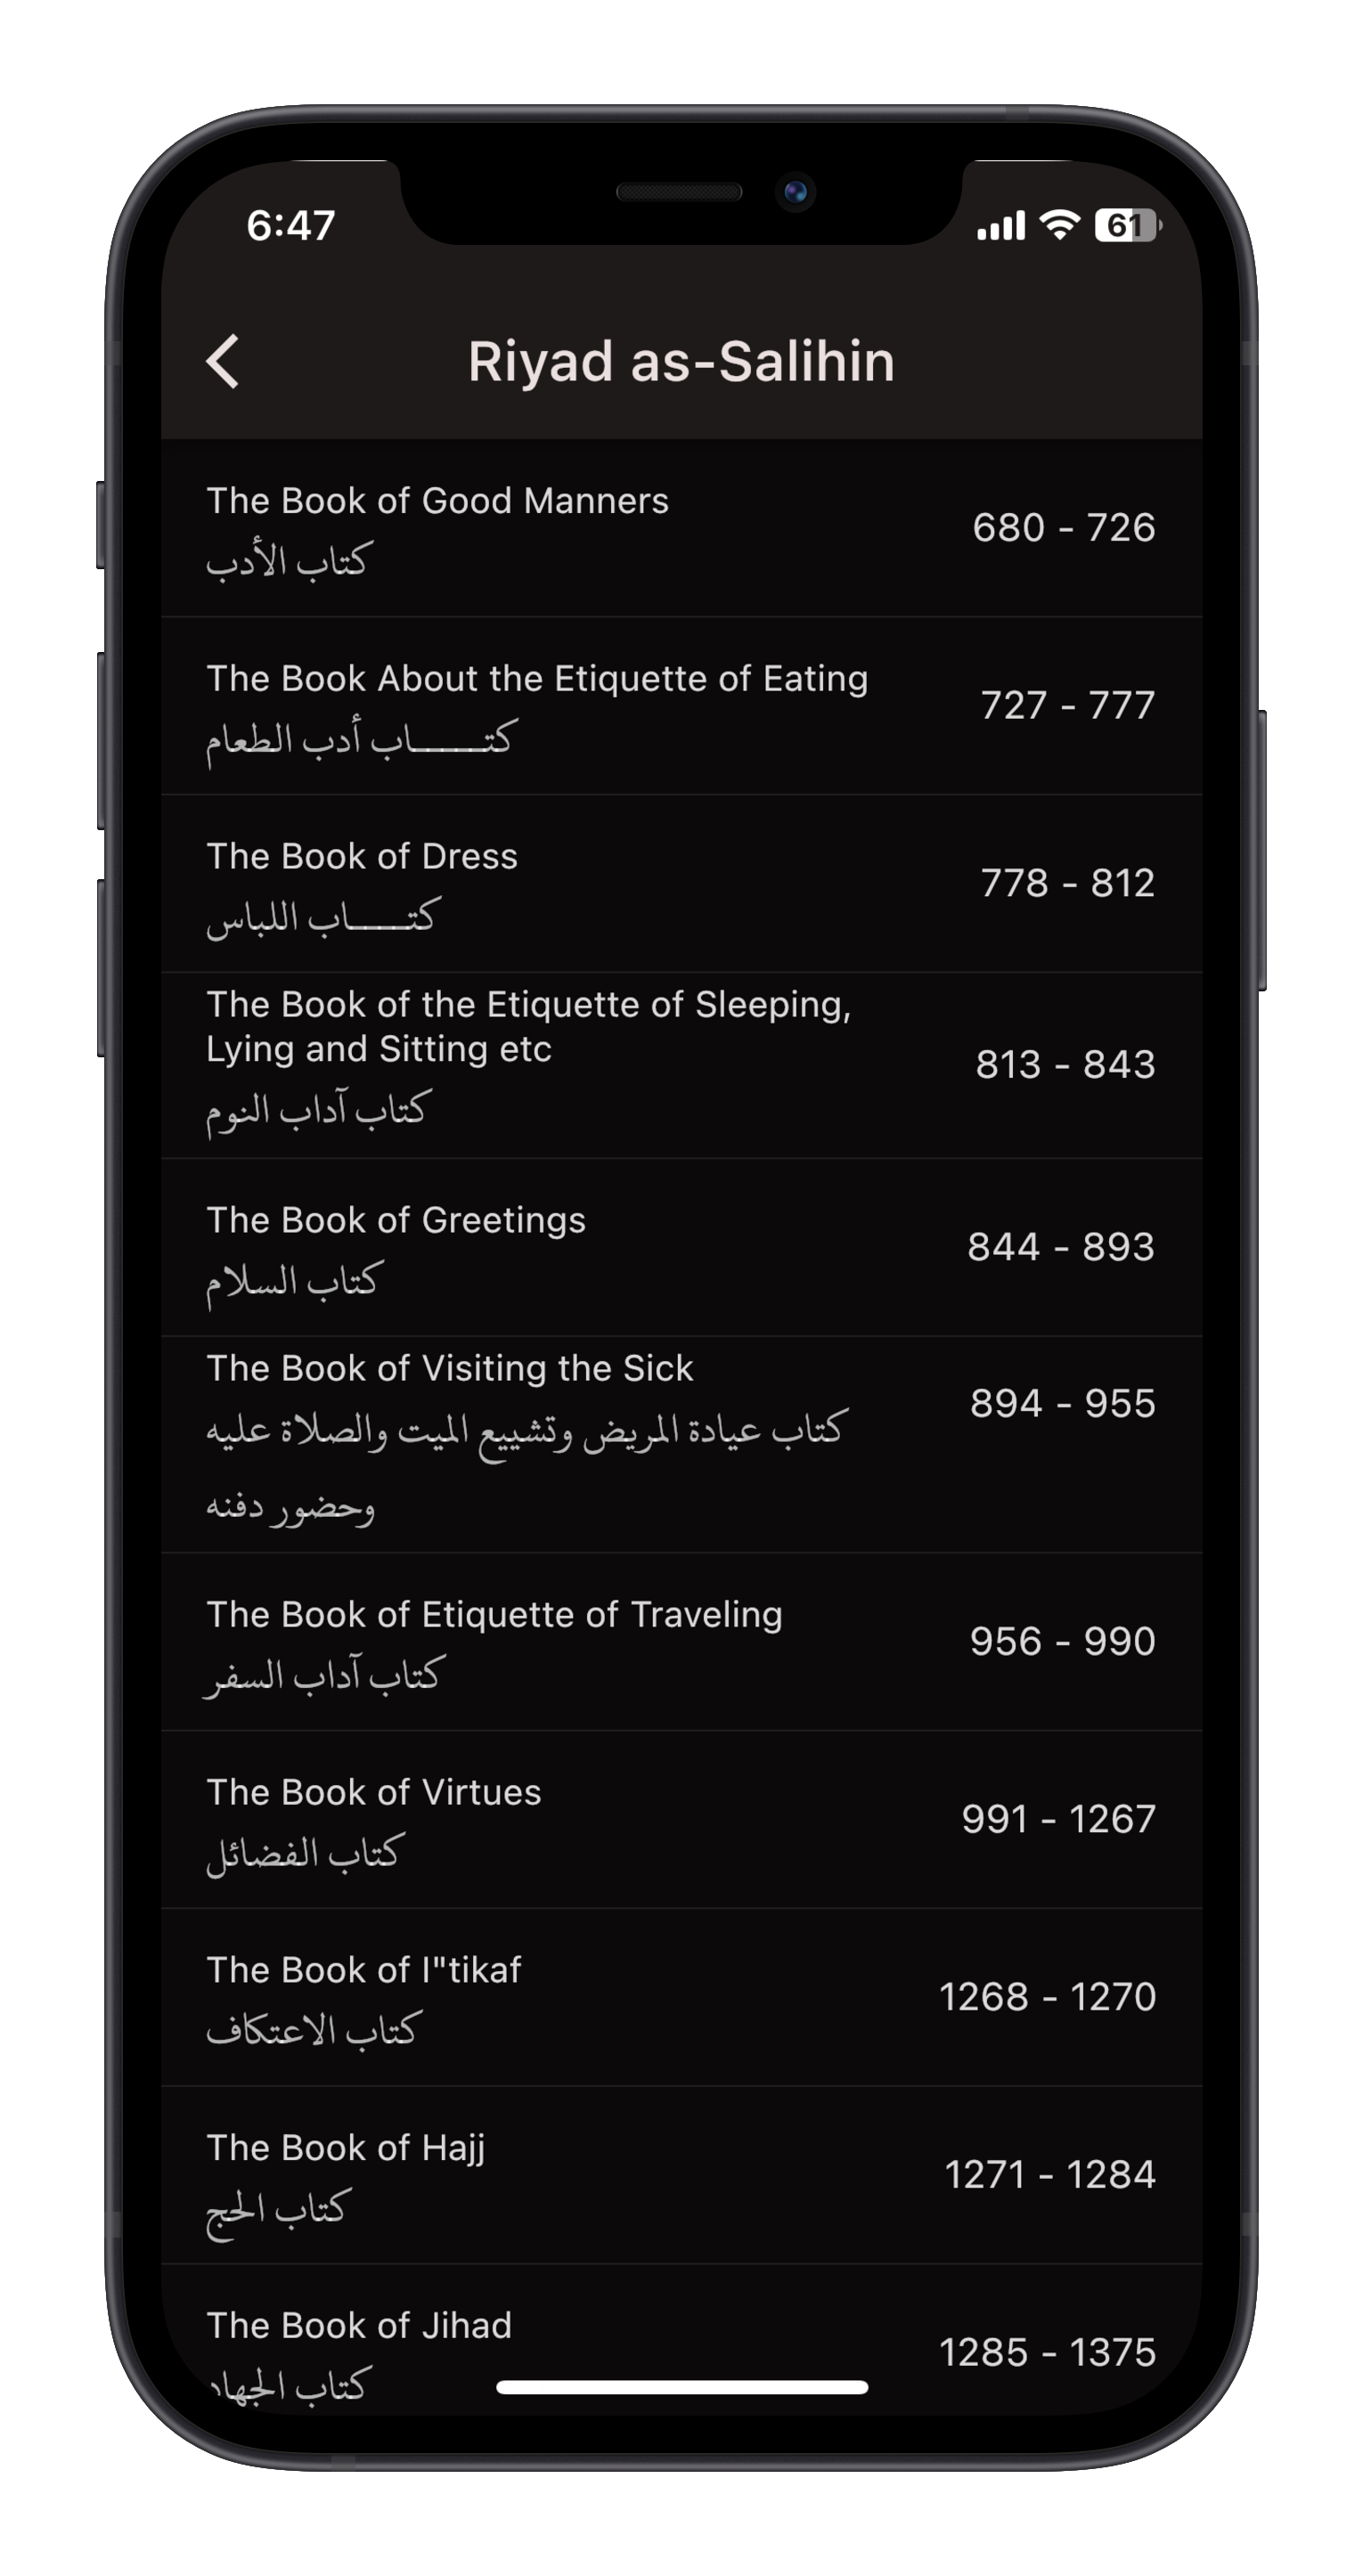 6:47
61
Riyad as-Salihin
The Book of Good Manners
كتاب الأدب
680 - 726
The Book About the Etiquette of Eating
كتـــــــاب أدب الطعام
727 - 777
The Book of Dress
كتـــــاب اللباس
778 - 812
The Book of the Etiquette of Sleeping,
Lying and Sitting etc
كتاب آداب النوم
813 - 843
The Book of Greetings
كتاب السلام
844 - 893
The Book of Visiting the Sick
كتاب عيادة المريض وتشييع الميت والصلاة عليه
وحضور دفنه
894 - 955
The Book of Etiquette of Traveling
كتاب آداب السفر
956 - 990
The Book of Virtues
كتاب الفضائل
991 - 1267
The Book of I"tikaf
كتاب الاعتكاف
1268 - 1270
The Book of Hajj
كتاب الحج
1271 - 1284
The Book of Jihad
كتاب الجهاد
1285 - 1375